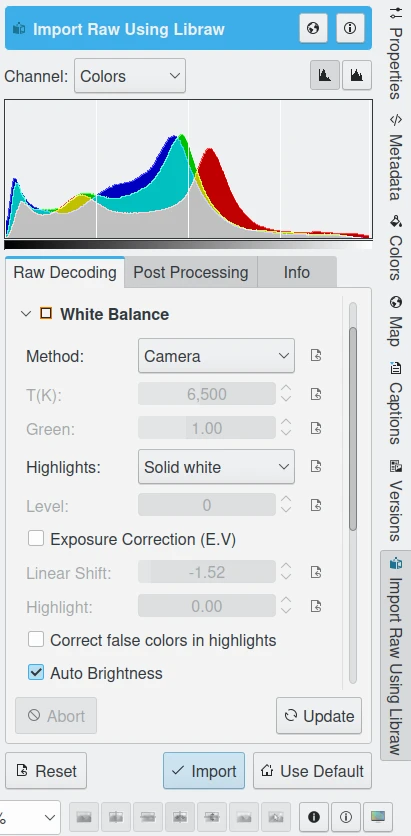 Import Raw Using Libraw
Channel: Colors
Raw Decoding Post Processing Info
White Balance
Method: Camera
T(K): 6,500
Green: 1.00
Highlights: Solid white
Level: 0
Exposure Correction (E.V)
Linear Shift: -1.52
Highlight: 0.00
Correct false colors in highlights
Auto Brightness
Abort Update
Reset Import Use Default
%
Properties
Metadata
Colors
Map
Captions
Versions
Import Raw Using Libraw